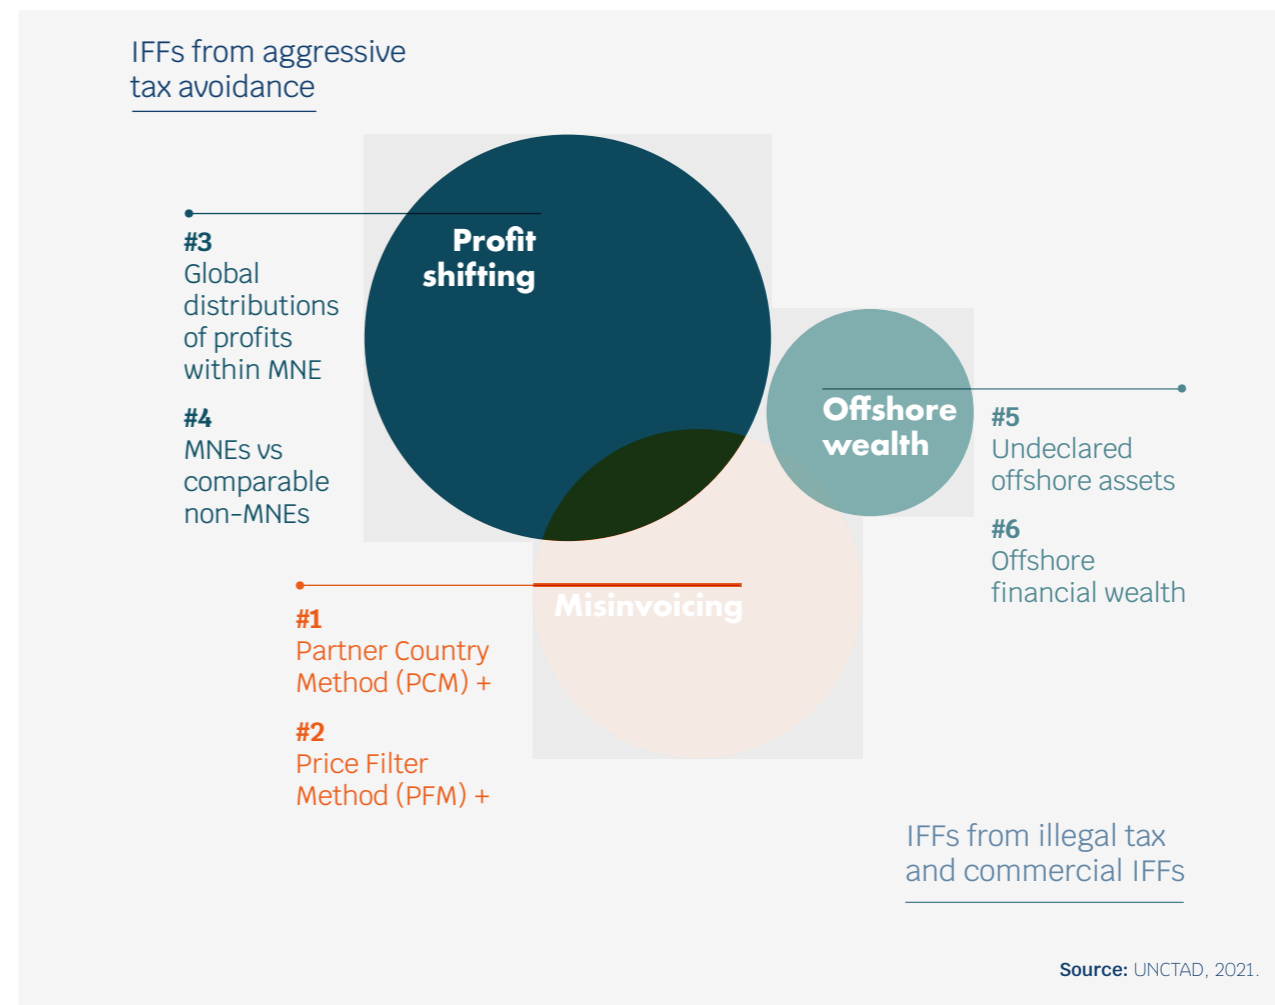 IFFs from aggressive
tax avoidance
Profit
shifting
#3
Global
distributions
of profits
within MNE
#4
MNEs vs
comparable
non-MNEs
Offshore
wealth
#5
Undeclared
offshore assets
#6
Offshore
financial wealth
Misinvoicing
#1
Partner Country
Method (PCM) +
#2
Price Filter
Method (PFM) +
IFFs from illegal tax
and commercial IFFs
Source: UNCTAD, 2021.